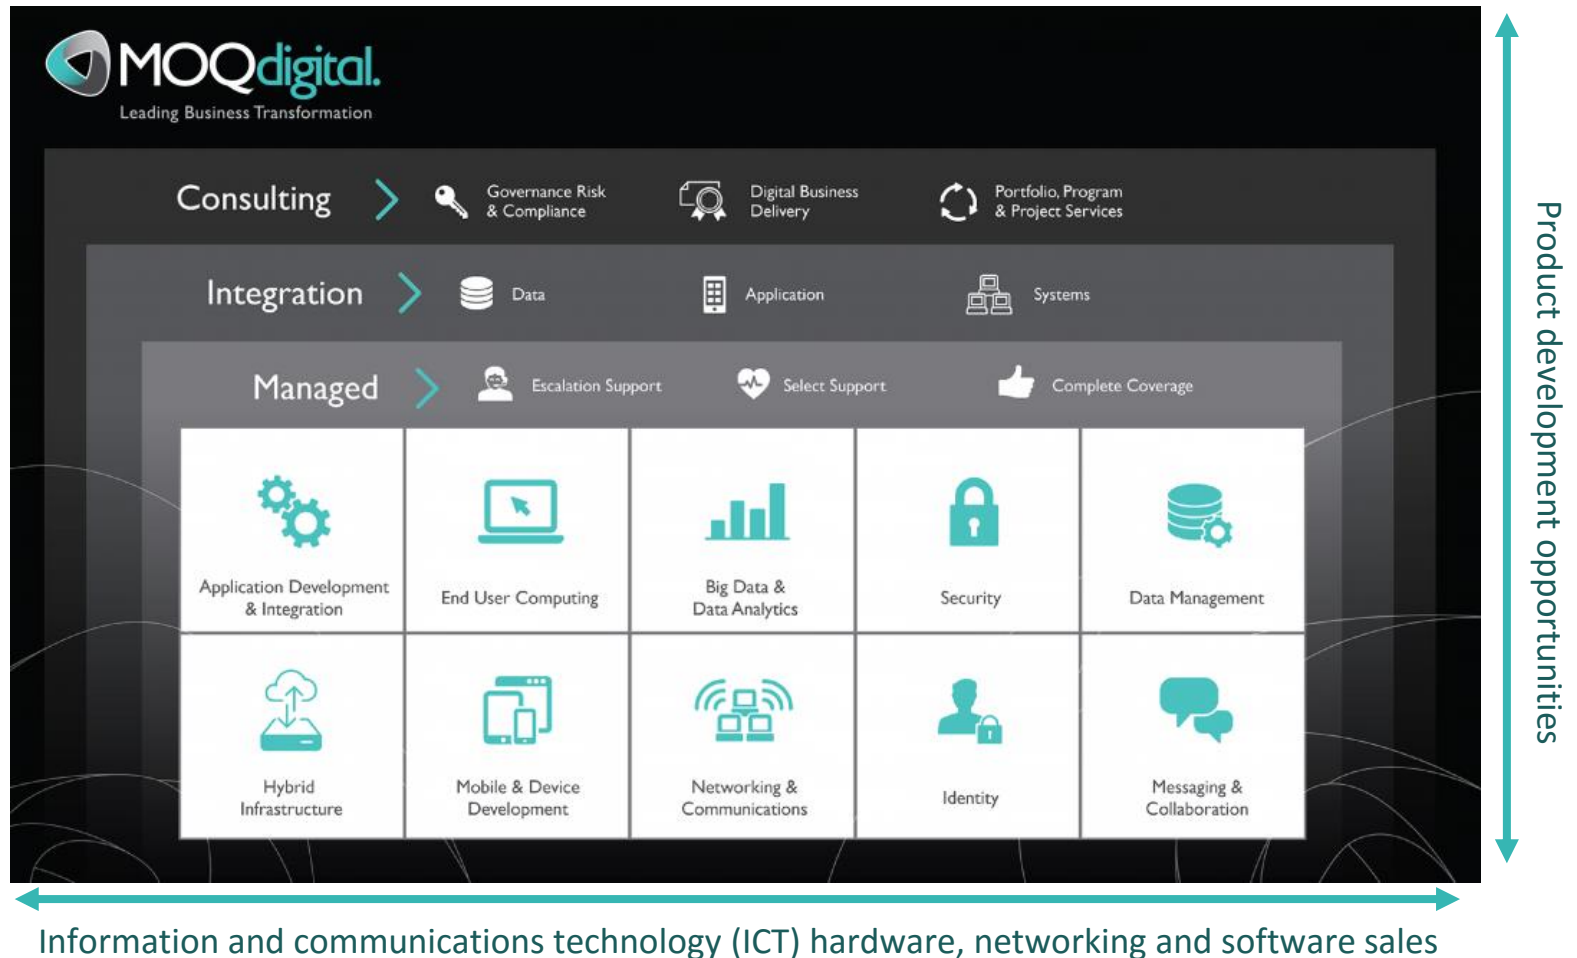 MOQdigital.
Leading Business Transformation
Consulting
Governance Risk
& Compliance
Digital Business
Delivery
Portfolio, Program
& Project Services
Integration
Data
Application
Systems
Managed
Escalation Support
Select Support
Complete Coverage
Application Development
& Integration
End User Computing
Big Data &
Data Analytics
Security
Data Management
Hybrid
Infrastructure
Mobile & Device
Development
Networking &
Communications
Identity
Messaging &
Collaboration
Product development opportunities
Information and communications technology (ICT) hardware, networking and software sales